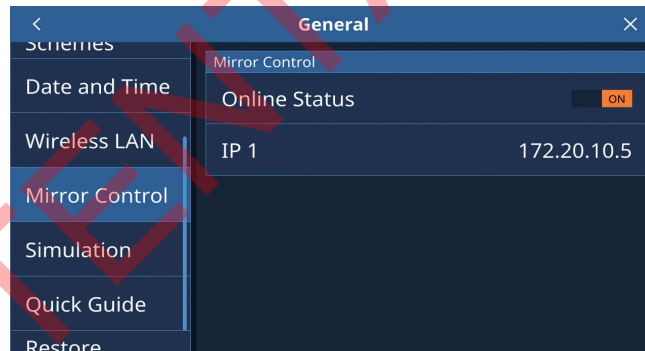 General
Schemes
Date and Time
Wireless LAN
Mirror Control
Simulation
Quick Guide
Restore
Mirror Control
Online Status
ON
IP 1
172.20.10.5